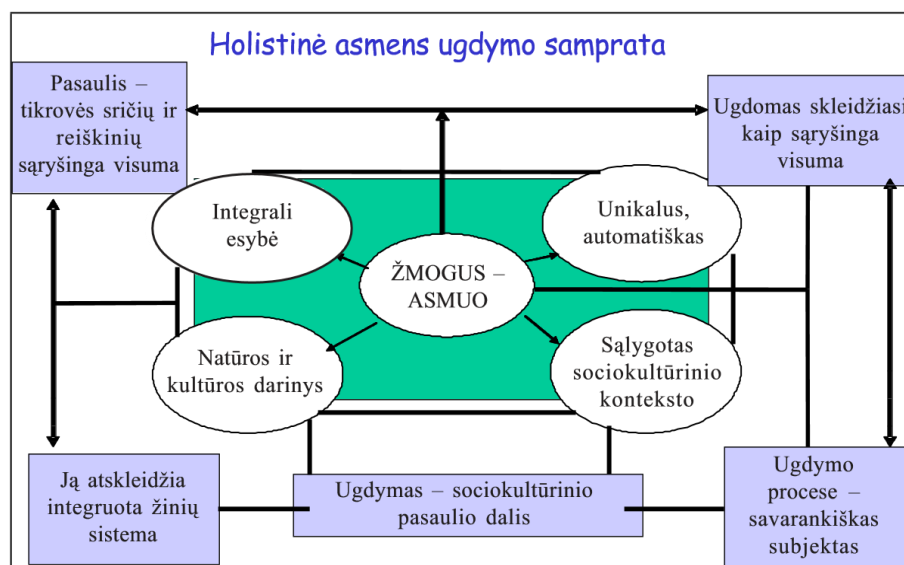 Holistinė asmens ugdymo samprata
Pasaulis –
tikrovės sričių ir
reiškinių
sąryšinga visuma
Ugdomas skleidžiasi
kaip sąryšinga
visuma
Integrali
esybė
Unikalus,
automatiškas
ŽMOGUS –
ASMUO
Natūros ir
kultūros darinys
Sąlygotas
sociokultūrinio
konteksto
Ją atskleidžia
integruota žinių
sistema
Ugdymas – sociokultūrinio
pasaulio dalis
Ugdymo
procese –
savarankiškas
subjektas